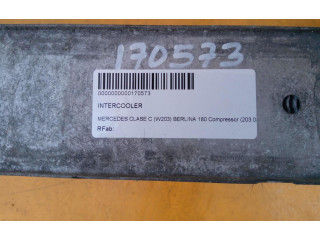 170573
0000000000170573
INTERCOOLER
MERCEDES CLASE C (W203) BERLINA 180 Compressor (203.0
RFab: